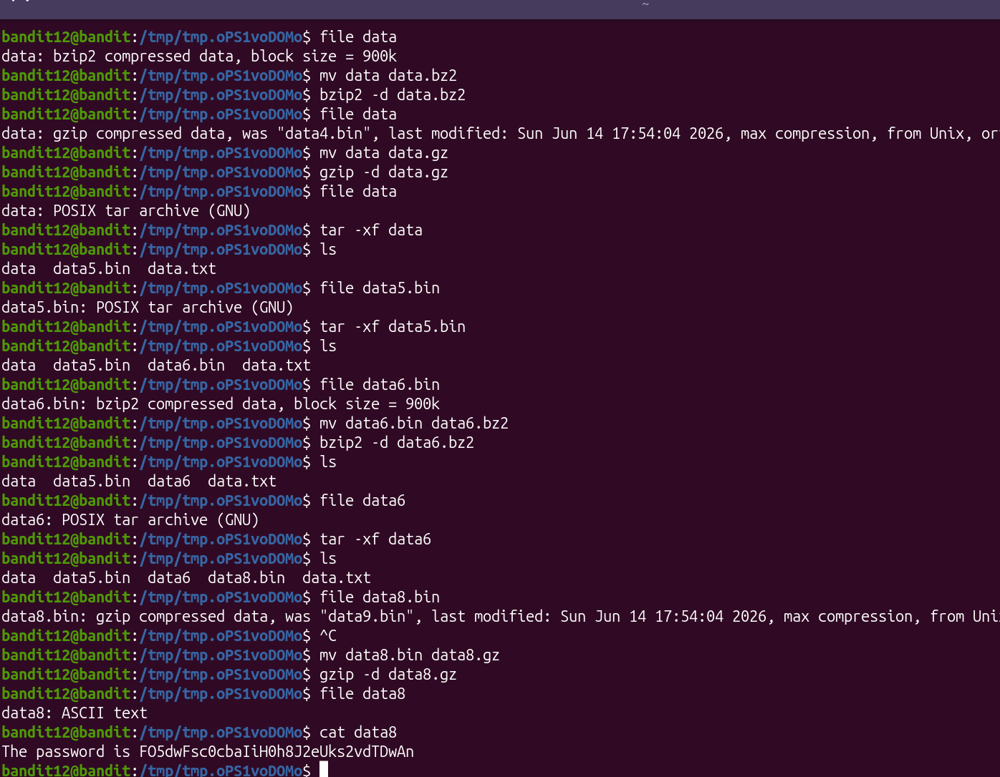 ~
bandit12@bandit:/tmp/tmp.oPS1voDOMo$ file data
data: bzip2 compressed data, block size = 900k
bandit12@bandit:/tmp/tmp.oPS1voDOMo$ mv data data.bz2
bandit12@bandit:/tmp/tmp.oPS1voDOMo$ bzip2 -d data.bz2
bandit12@bandit:/tmp/tmp.oPS1voDOMo$ file data
data: gzip compressed data, was "data4.bin", last modified: Sun Jun 14 17:54:04 2026, max compression, from Unix, or
bandit12@bandit:/tmp/tmp.oPS1voDOMo$ mv data data.gz
bandit12@bandit:/tmp/tmp.oPS1voDOMo$ gzip -d data.gz
bandit12@bandit:/tmp/tmp.oPS1voDOMo$ file data
data: POSIX tar archive (GNU)
bandit12@bandit:/tmp/tmp.oPS1voDOMo$ tar -xf data
bandit12@bandit:/tmp/tmp.oPS1voDOMo$ ls
data  data5.bin  data.txt
bandit12@bandit:/tmp/tmp.oPS1voDOMo$ file data5.bin
data5.bin: POSIX tar archive (GNU)
bandit12@bandit:/tmp/tmp.oPS1voDOMo$ tar -xf data5.bin
bandit12@bandit:/tmp/tmp.oPS1voDOMo$ ls
data  data5.bin  data6.bin  data.txt
bandit12@bandit:/tmp/tmp.oPS1voDOMo$ file data6.bin
data6.bin: bzip2 compressed data, block size = 900k
bandit12@bandit:/tmp/tmp.oPS1voDOMo$ mv data6.bin data6.bz2
bandit12@bandit:/tmp/tmp.oPS1voDOMo$ bzip2 -d data6.bz2
bandit12@bandit:/tmp/tmp.oPS1voDOMo$ ls
data  data5.bin  data6  data.txt
bandit12@bandit:/tmp/tmp.oPS1voDOMo$ file data6
data6: POSIX tar archive (GNU)
bandit12@bandit:/tmp/tmp.oPS1voDOMo$ tar -xf data6
bandit12@bandit:/tmp/tmp.oPS1voDOMo$ ls
data  data5.bin  data6  data8.bin  data.txt
bandit12@bandit:/tmp/tmp.oPS1voDOMo$ file data8.bin
data8.bin: gzip compressed data, was "data9.bin", last modified: Sun Jun 14 17:54:04 2026, max compression, from Uni
bandit12@bandit:/tmp/tmp.oPS1voDOMo$ ^C
bandit12@bandit:/tmp/tmp.oPS1voDOMo$ mv data8.bin data8.gz
bandit12@bandit:/tmp/tmp.oPS1voDOMo$ gzip -d data8.gz
bandit12@bandit:/tmp/tmp.oPS1voDOMo$ file data8
data8: ASCII text
bandit12@bandit:/tmp/tmp.oPS1voDOMo$ cat data8
The password is FO5dwFsc0cbaIiH0h8J2eUks2vdTDwAn
bandit12@bandit:/tmp/tmp.oPS1voDOMo$